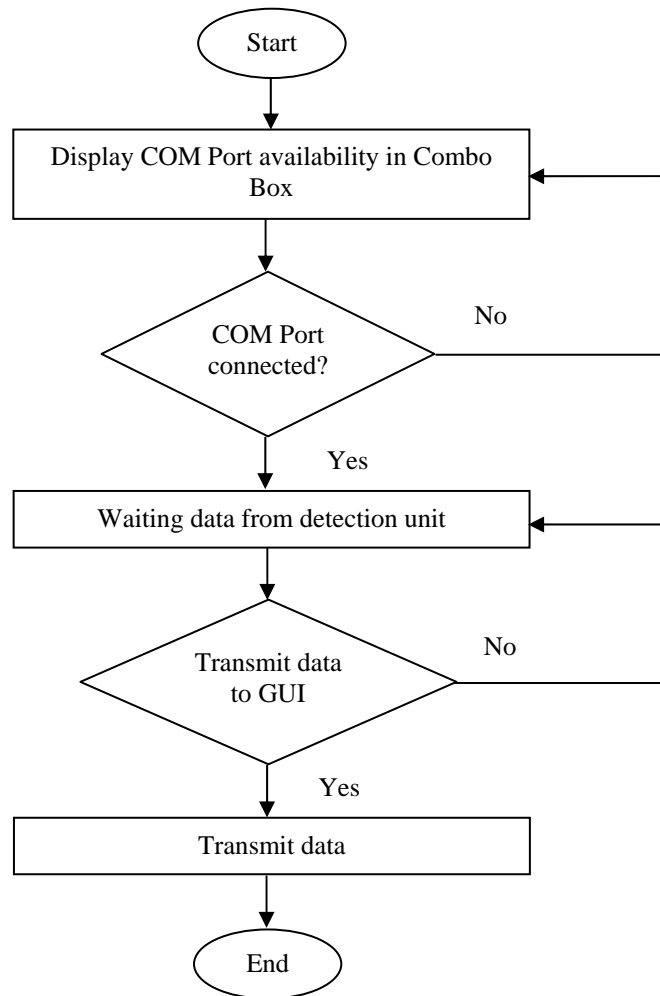 Start
Display COM Port availability in Combo
Box
COM Port
connected?
No
Yes
Waiting data from detection unit
Transmit data
to GUI
No
Yes
Transmit data
End